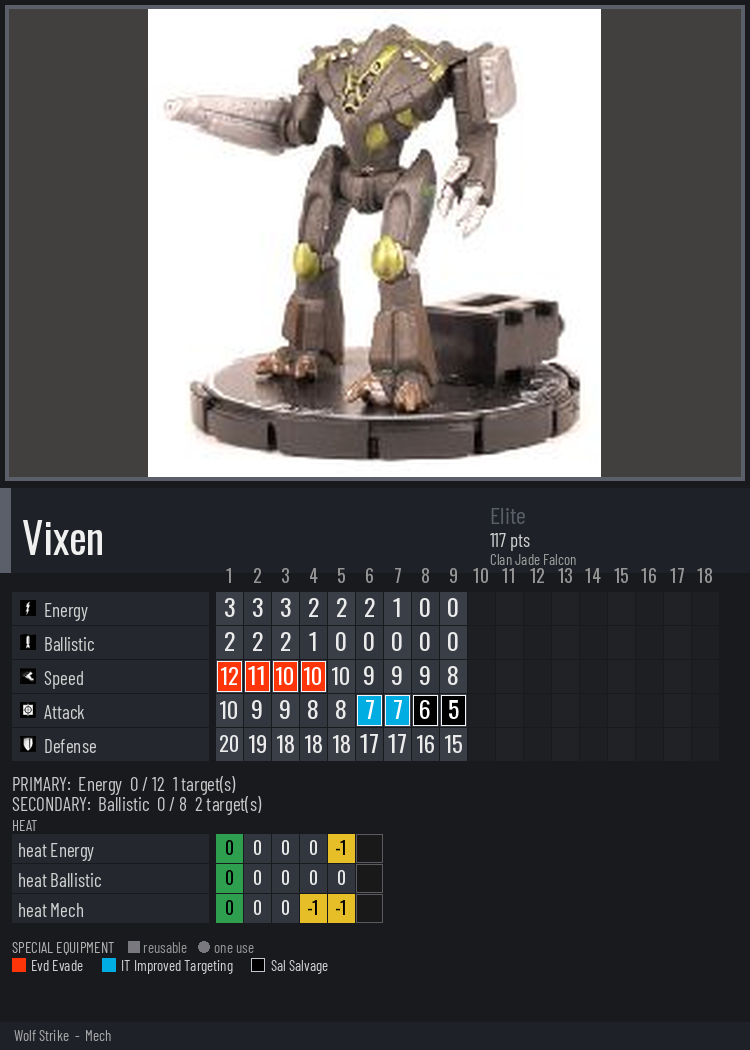 Vixen
Elite
117 pts
Clan Jade Falcon
1 2 3 4 5 6 7 8 9 10 11 12 13 14 15 16 17 18
Energy 3 3 3 2 2 2 1 0 0
Ballistic 2 2 2 1 0 0 0 0 0
Speed 12 11 10 10 10 9 9 9 8
Attack 10 9 9 8 8 7 7 6 5
Defense 20 19 18 18 18 17 17 16 15
PRIMARY: Energy 0 / 12 1 target(s)
SECONDARY: Ballistic 0 / 8 2 target(s)
HEAT
heat Energy 0 0 0 0 -1
heat Ballistic 0 0 0 0 0
heat Mech 0 0 0 -1 -1
SPECIAL EQUIPMENT reusable one use
Evd Evade IT Improved Targeting Sal Salvage
Wolf Strike - Mech